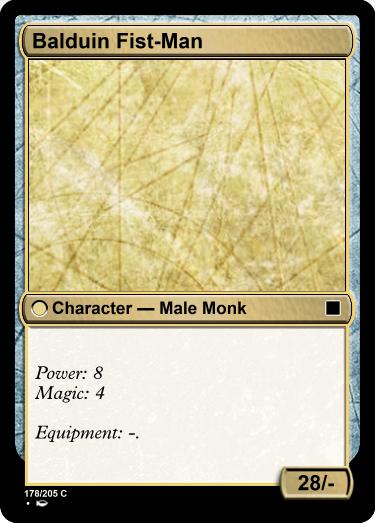 Balduin Fist-Man
Character — Male Monk
Power: 8
Magic: 4
Equipment: -.
28/-
178/205 C